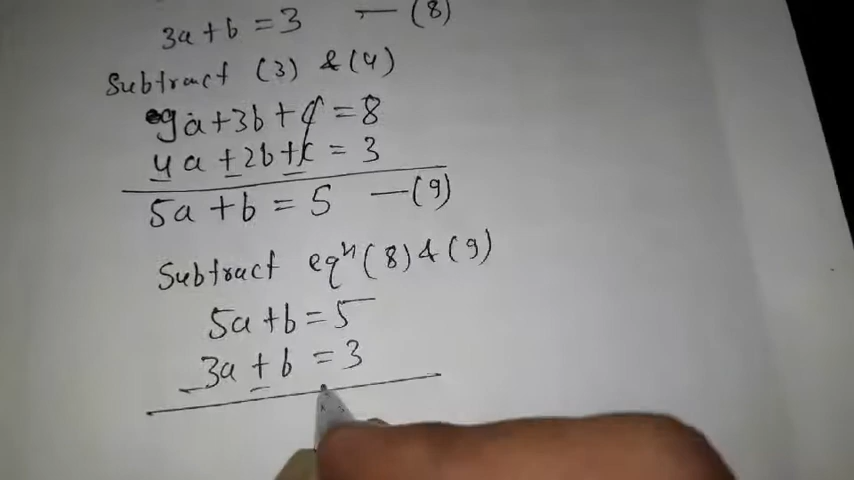 3a + b = 3 — (8)
Subtract (3) & (4)
9a + 3b + c = 8
4a + 2b + c = 3
5a + b = 5 — (9)
Subtract eqⁿ (8) & (9)
5a + b = 5
3a + b = 3